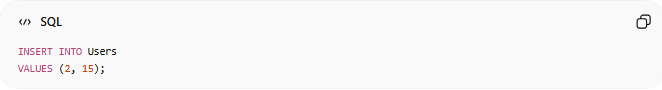 </> SQL
INSERT INTO Users
VALUES (2, 15);